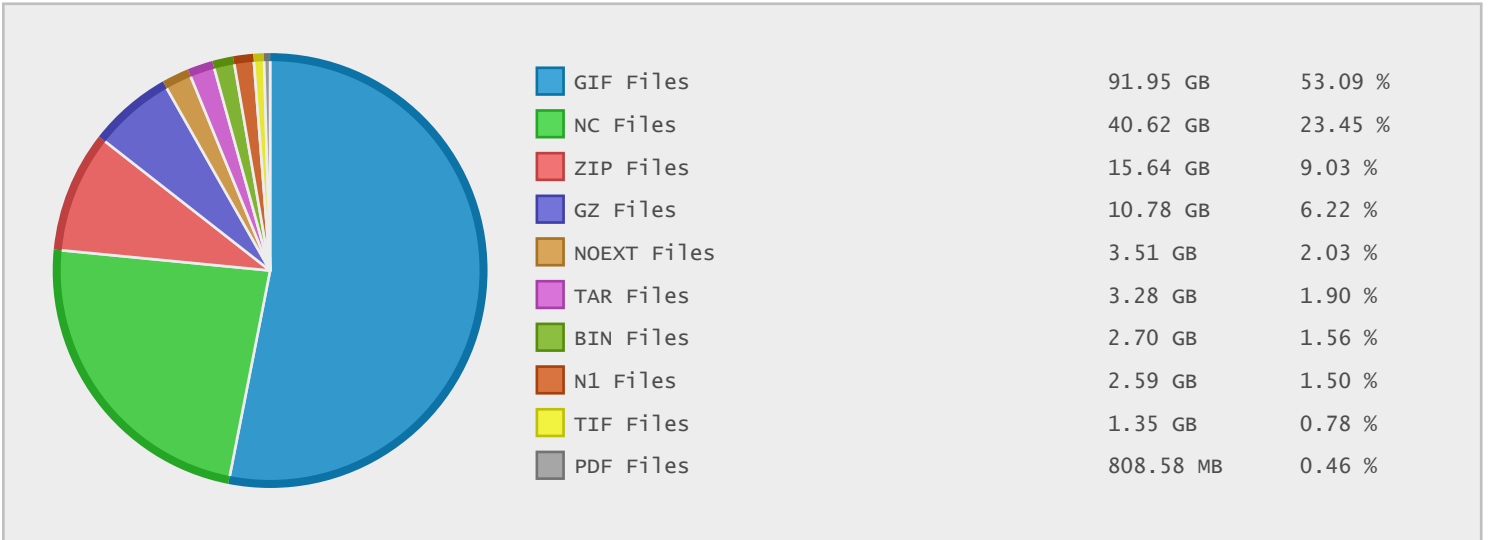 GIF Files 91.95 GB 53.09 %
NC Files 40.62 GB 23.45 %
ZIP Files 15.64 GB 9.03 %
GZ Files 10.78 GB 6.22 %
NOEXT Files 3.51 GB 2.03 %
TAR Files 3.28 GB 1.90 %
BIN Files 2.70 GB 1.56 %
N1 Files 2.59 GB 1.50 %
TIF Files 1.35 GB 0.78 %
PDF Files 808.58 MB 0.46 %